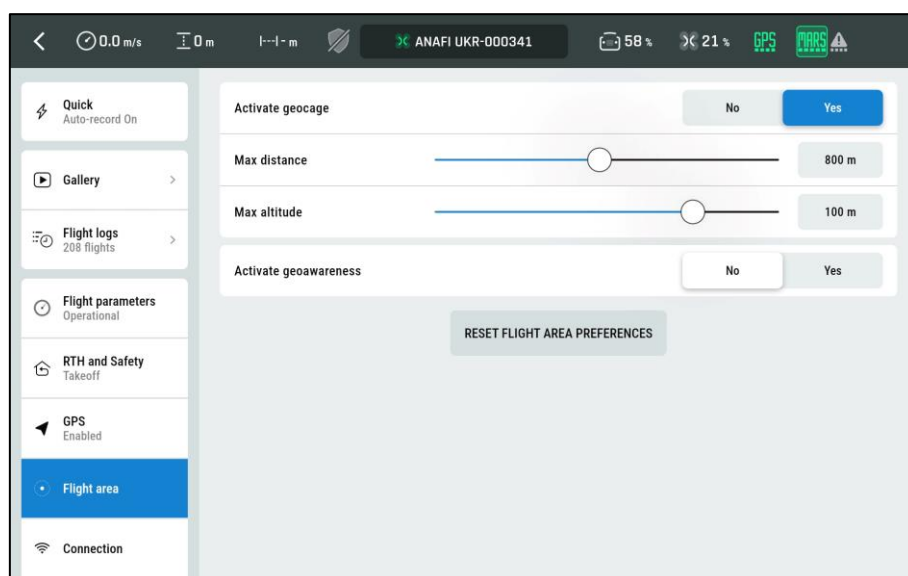 0.0 m/s 0 m - m ANAFI UKR-000341 58 % 21 % GPS MARS
Quick
Auto-record On
Gallery
Flight logs
208 flights
Flight parameters
Operational
RTH and Safety
Takeoff
GPS
Enabled
Flight area
Connection
Activate geocage No Yes
Max distance 800 m
Max altitude 100 m
Activate geoawareness No Yes
RESET FLIGHT AREA PREFERENCES